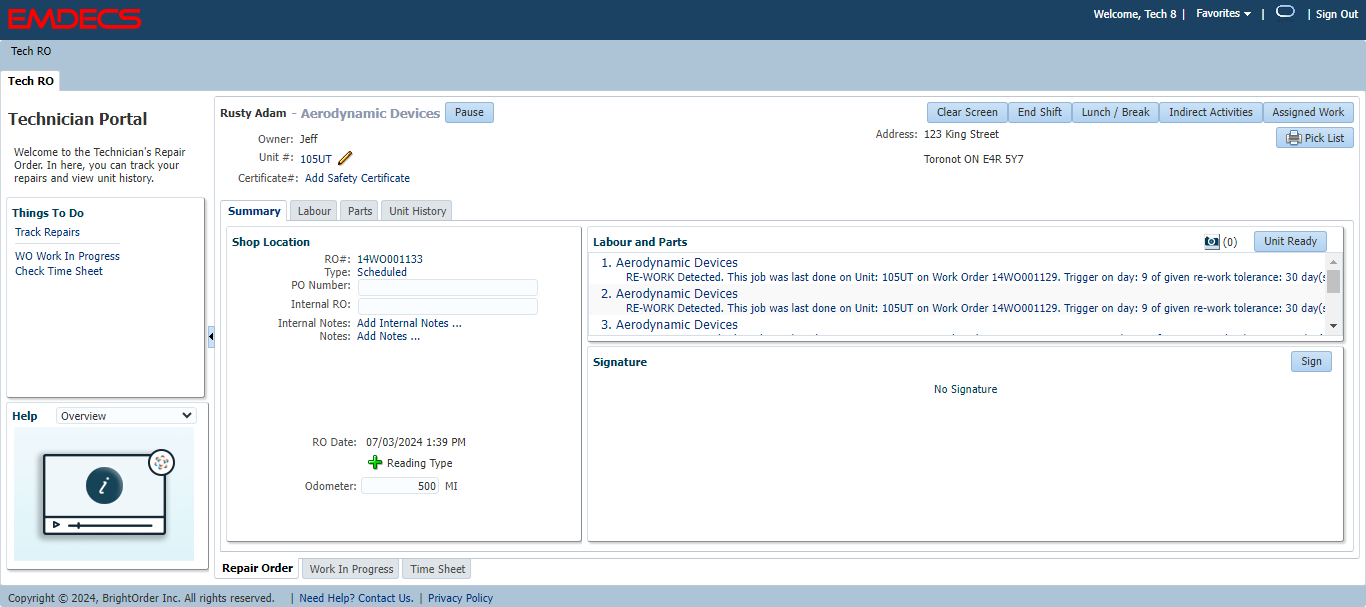 EMDECS
Welcome, Tech 8 | Favorites | | Sign Out
Tech RO
Tech RO
Technician Portal
Welcome to the Technician's Repair
Order. In here, you can track your
repairs and view unit history.
Things To Do
Track Repairs
WO Work In Progress
Check Time Sheet
Help Overview
i
Rusty Adam - Aerodynamic Devices Pause
Clear Screen End Shift Lunch / Break Indirect Activities Assigned Work
Owner: Jeff
Unit #: 105UT
Certificate#: Add Safety Certificate
Address: 123 King Street
Pick List
Toronot ON E4R 5Y7
Summary Labour Parts Unit History
Shop Location
RO#: 14WO001133
Type: Scheduled
PO Number:
Internal RO:
Internal Notes: Add Internal Notes ...
Notes: Add Notes ...
RO Date: 07/03/2024 1:39 PM
Reading Type
Odometer: 500 MI
Labour and Parts (0) Unit Ready
1. Aerodynamic Devices
RE-WORK Detected. This job was last done on Unit: 105UT on Work Order 14WO001129. Trigger on day: 9 of given re-work tolerance: 30 day(s
2. Aerodynamic Devices
RE-WORK Detected. This job was last done on Unit: 105UT on Work Order 14WO001129. Trigger on day: 9 of given re-work tolerance: 30 day(s
3. Aerodynamic Devices
Signature Sign
No Signature
Repair Order Work In Progress Time Sheet
Copyright © 2024, BrightOrder Inc. All rights reserved. | Need Help? Contact Us. | Privacy Policy